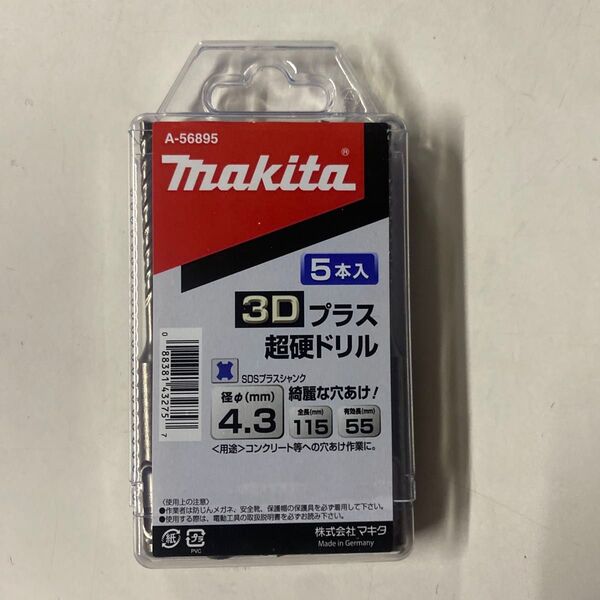 A-56895
makita®
5本入
3Dプラス
超硬ドリル
SDSプラスシャンク
綺麗な穴あけ!
径φ(mm)
4.3
全長(mm)
115
有効長(mm)
55
<用途>コンクリート等への穴あけ作業に。
0 88381 43275 7
〈使用上の注意〉
●作業者は防じんメガネ、安全靴、保護帽の保護具を必ず着用して下さい。
●使用する際は、電動工具の取扱説明書を必ずお読み下さい。
紙
プラ
PVC
株式会社マキタ
Made in Germany